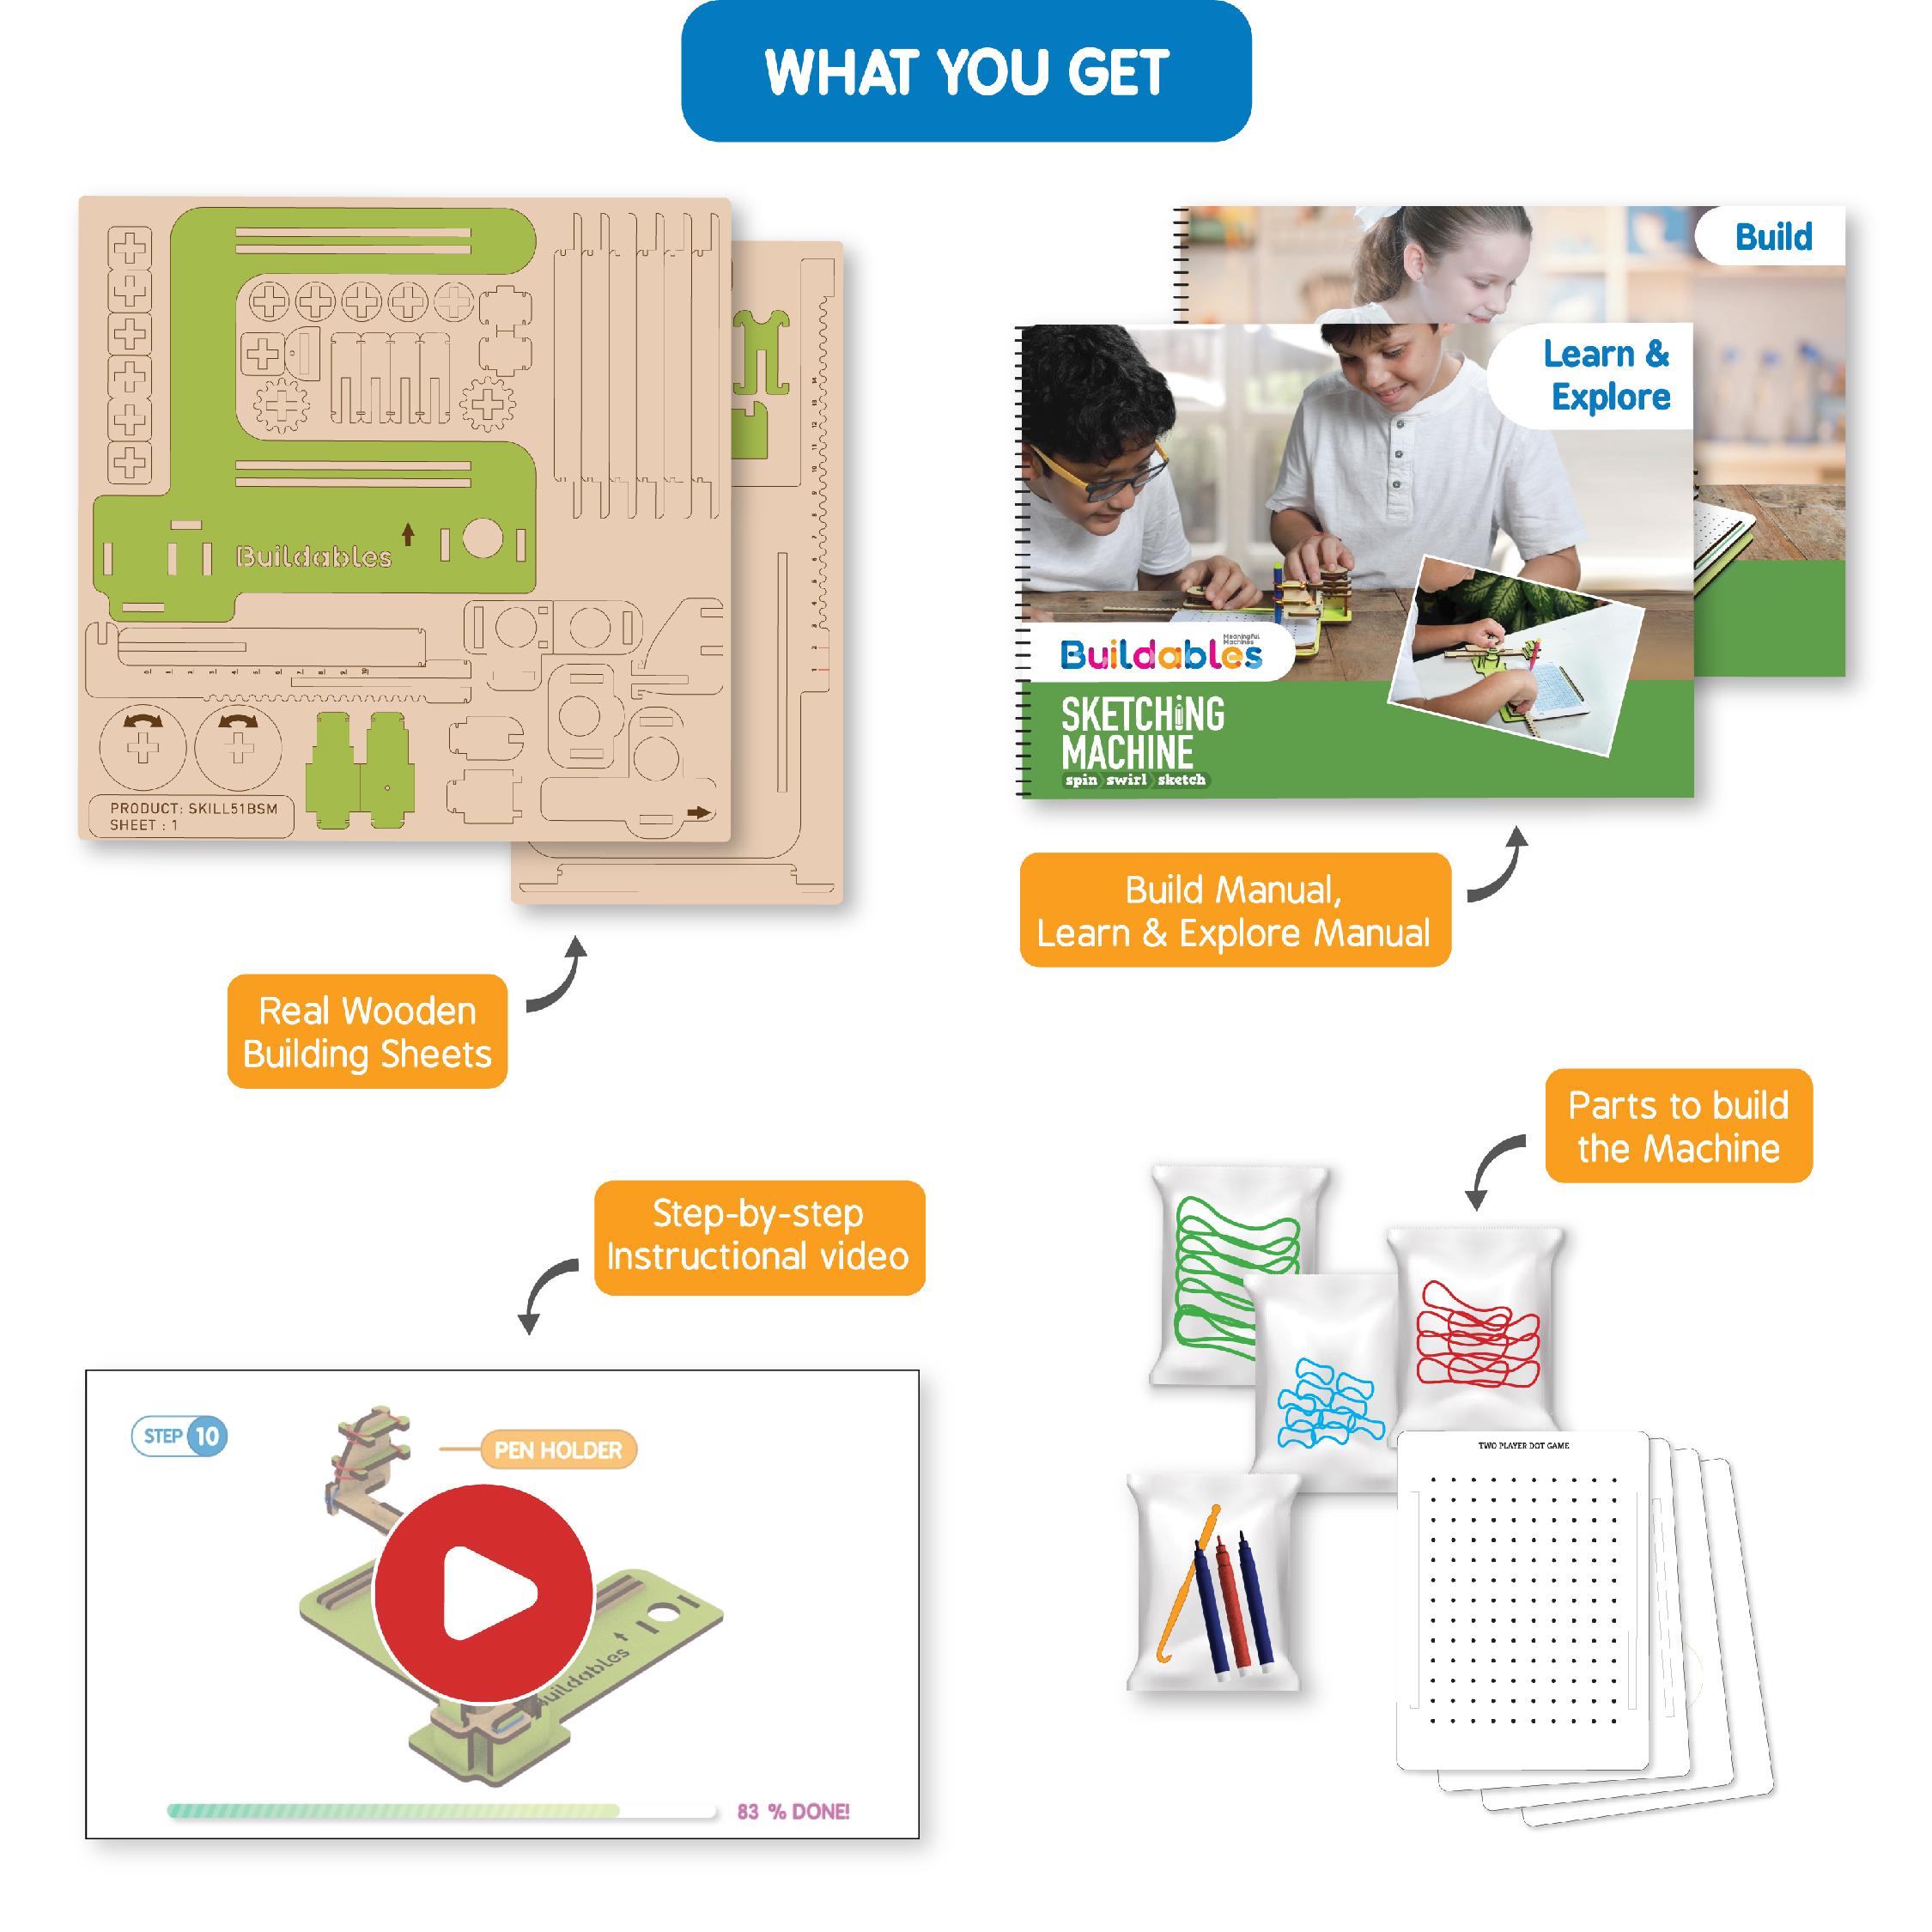 WHAT YOU GET
Buildables
PRODUCT: SKILL51BSM
SHEET : 1
Real Wooden
Building Sheets
Build
Learn &
Explore
Buildables
Meaningful
Machines
SKETCHiNG
MACHINE
spin swirl sketch
Build Manual,
Learn & Explore Manual
Step-by-step
Instructional video
STEP 10
PEN HOLDER
Buildables
83 % DONE!
Parts to build
the Machine
TWO PLAYER DOT GAME